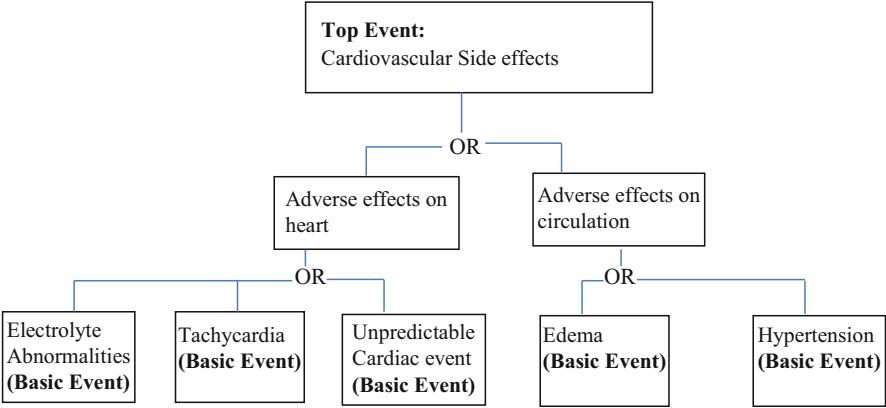 Top Event:
Cardiovascular Side effects
OR
Adverse effects on
heart
Adverse effects on
circulation
OR
OR
Electrolyte
Abnormalities
(Basic Event)
Tachycardia
(Basic Event)
Unpredictable
Cardiac event
(Basic Event)
Edema
(Basic Event)
Hypertension
(Basic Event)